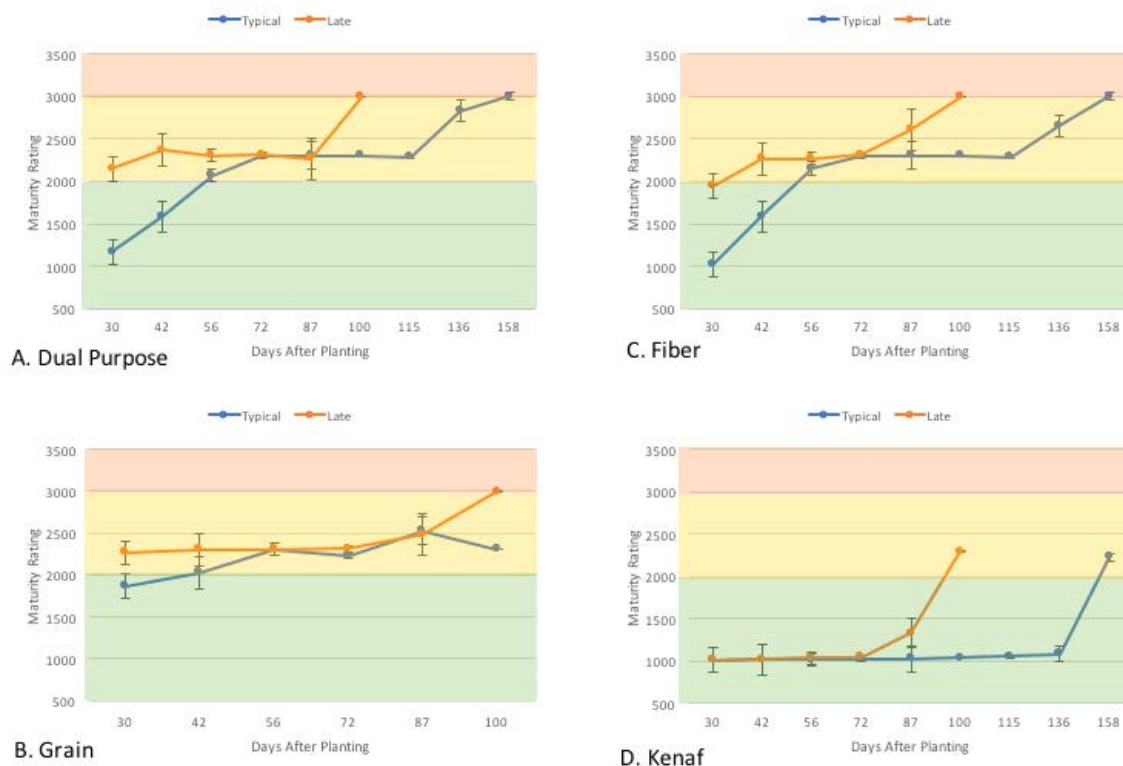 Typical Late
3500
3000
2500
2000
1500
1000
500
Maturity Rating
30 42 56 72 87 100 115 136 158
Days After Planting
A. Dual Purpose
Typical Late
3500
3000
2500
2000
1500
1000
500
Maturity Rating
30 42 56 72 87 100 115 136 158
Days After Planting
C. Fiber
Typical Late
3500
3000
2500
2000
1500
1000
500
Maturity Rating
30 42 56 72 87 100
Days After Planting
B. Grain
Typical Late
3500
3000
2500
2000
1500
1000
500
Maturity Rating
30 42 56 72 87 100 115 136 158
Days After Planting
D. Kenaf